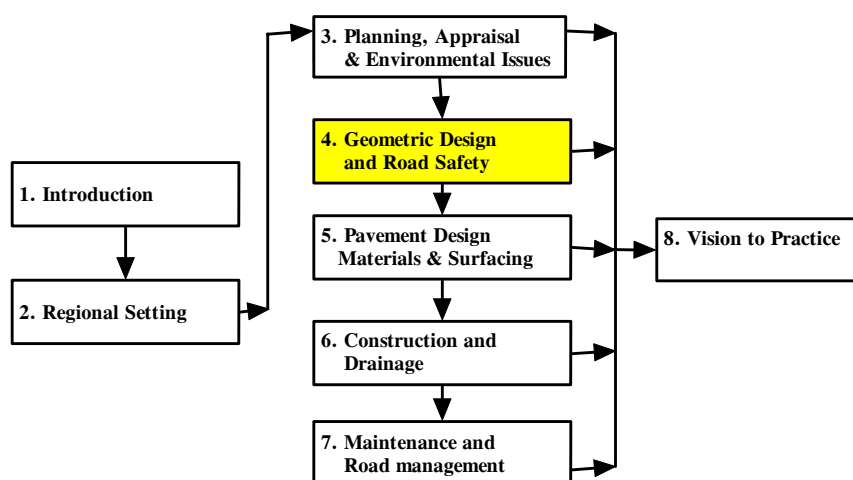 1. Introduction
2. Regional Setting
3. Planning, Appraisal
& Environmental Issues
4. Geometric Design
and Road Safety
5. Pavement Design
Materials & Surfacing
6. Construction and
Drainage
7. Maintenance and
Road management
8. Vision to Practice